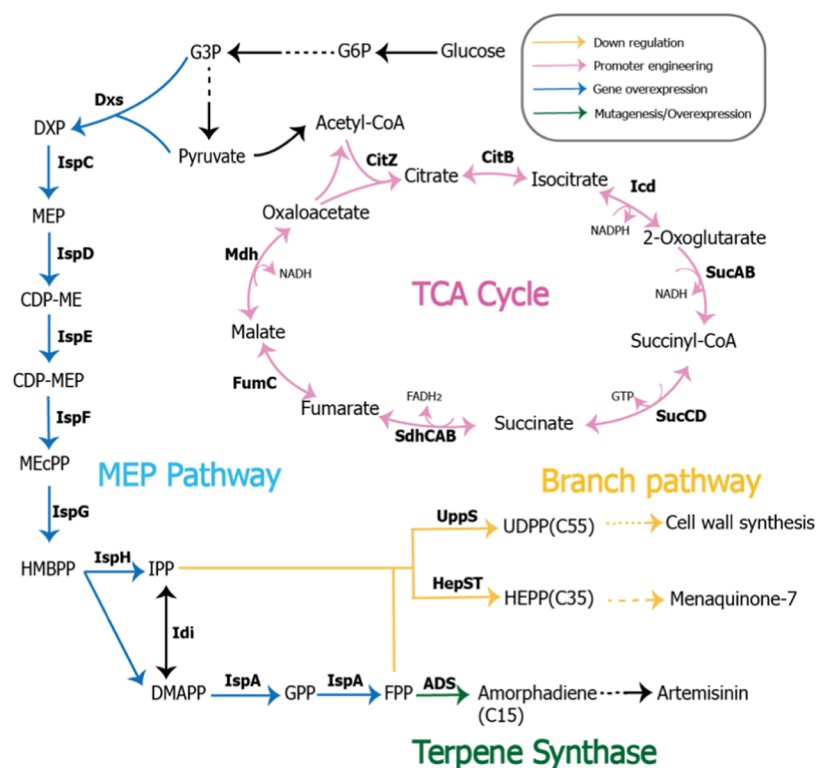 G3P
G6P
Glucose
Down regulation
Promoter engineering
Gene overexpression
Mutagenesis/Overexpression
Dxs
DXP
Pyruvate
Acetyl-CoA
CitZ
Citrate
CitB
Isocitrate
Icd
IspC
MEP
Oxaloacetate
NADPH
2-Oxoglutarate
IspD
Mdh
NADH
SucAB
NADH
TCA Cycle
CDP-ME
IspE
Malate
Succinyl-CoA
CDP-MEP
FumC
Fumarate
FADH₂
SdhCAB
Succinate
GTP
SucCD
IspF
MEcPP
MEP Pathway
Branch pathway
IspG
UppS
UDPP(C55)
Cell wall synthesis
HMBPP
IspH
IPP
HepST
HEPP(C35)
Menaquinone-7
Idi
DMAPP
IspA
GPP
IspA
FPP
ADS
Amorphadiene
(C15)
Artemisinin
Terpene Synthase